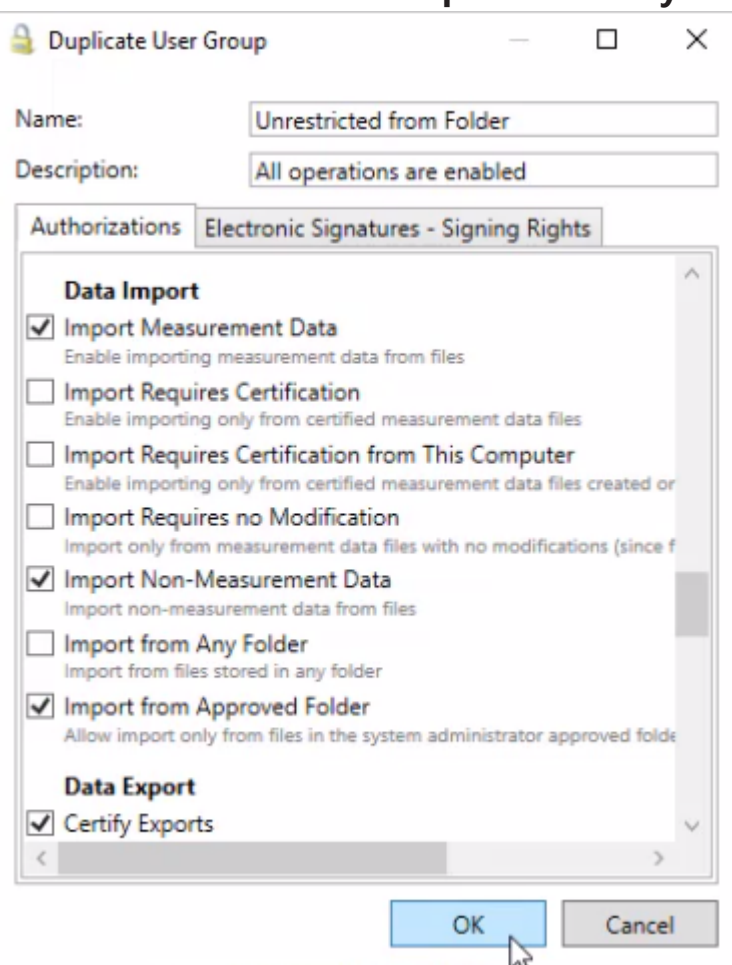 Duplicate User Group
Name:
Unrestricted from Folder
Description:
All operations are enabled
Authorizations
Electronic Signatures - Signing Rights
Data Import
Import Measurement Data
Enable importing measurement data from files
Import Requires Certification
Enable importing only from certified measurement data files
Import Requires Certification from This Computer
Enable importing only from certified measurement data files created or
Import Requires no Modification
Import only from measurement data files with no modifications (since f
Import Non-Measurement Data
Import non-measurement data from files
Import from Any Folder
Import from files stored in any folder
Import from Approved Folder
Allow import only from files in the system administrator approved folde
Data Export
Certify Exports
OK
Cancel